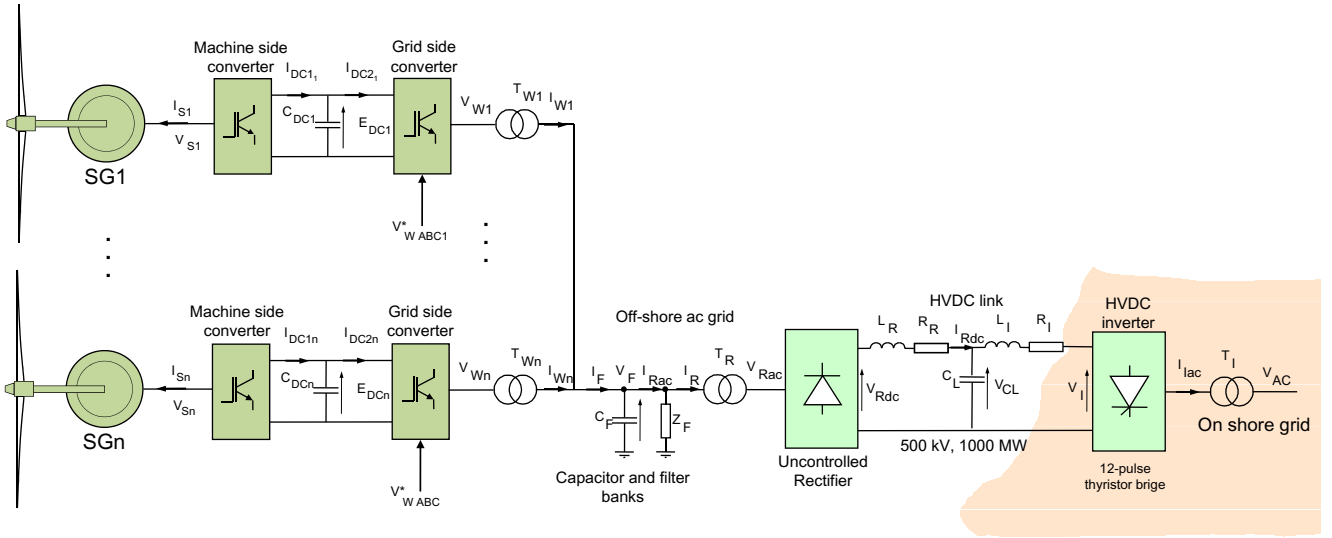 Machine side
converter
I_DC1_1
I_DC2_1
Grid side
converter
I_S1
V_S1
C_DC1
E_DC1
V_W1
T_W1
I_W1
SG1
V*_W ABC1
Machine side
converter
I_DC1n
I_DC2n
Grid side
converter
I_Sn
V_Sn
C_DCn
E_DCn
V_Wn
T_Wn
I_Wn
SGn
V*_W ABC
Off-shore ac grid
I_F
V_F
I_Rac
I_R
T_R
V_Rac
C_F
Z_F
Capacitor and filter
banks
Uncontrolled
Rectifier
HVDC link
L_R
R_R
I_Rdc
L_I
R_I
V_Rdc
C_L
V_CL
V_I
500 kV, 1000 MW
HVDC
inverter
I_Iac
T_I
V_AC
On shore grid
12-pulse
thyristor brige